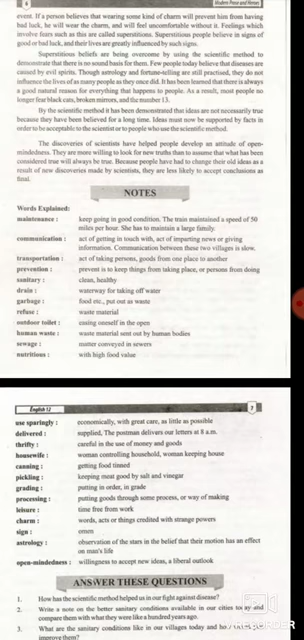 6 Modern Prose and Heroes
event. If a person believes that wearing some kind of charm will prevent him from having
bad luck, he will wear the charm, and will feel uncomfortable without it. Feelings which
involve fears such as this are called superstitions. Superstitious people believe in signs
of good or bad luck, and their lives are greatly influenced by such signs.
Superstitious beliefs are being overcome by using the scientific method to
demonstrate that there is no sound basis for them. Few people today believe that diseases are
caused by evil spirits. Though astrology and fortune-telling are still practised, they do not
influence the lives of as many people as they once did. It has been learned that there is always
a good natural reason for everything that happens to people. As a result, most people no
longer fear black cats, broken mirrors, and the number 13.
By the scientific method it has been demonstrated that ideas are not necessarily true
because they have been believed for a long time. Ideas must now be supported by facts in
order to be acceptable to the scientist or to people who use the scientific method.
The discoveries of scientists have helped people develop an attitude of open-
mindedness. They are more willing to look for new truths than to assume that what has been
considered true will always be true. Because people have had to change their old ideas as a
result of new discoveries made by scientists, they are less likely to accept conclusions as
final.
NOTES
Words Explained:
maintenance : keep going in good condition. The train maintained a speed of 50
miles per hour. She has to maintain a large family.
communication : act of getting in touch with, act of imparting news or giving
information. Communication between these two villages is slow.
transportation : act of taking persons, goods from one place to another
prevention : prevent is to keep things from taking place, or persons from doing
sanitary : clean, healthy
drain : waterway for taking off water
garbage : food etc., put out as waste
refuse : waste material
outdoor toilet : easing oneself in the open
human waste : waste material sent out by human bodies
sewage : matter conveyed in sewers
nutritious : with high food value
English 12 7
use sparingly : economically, with great care, as little as possible
delivered : supplied, The postman delivers our letters at 8 a.m.
thrifty : careful in the use of money and goods
housewife : woman controlling household, woman keeping house
canning : getting food tinned
pickling : keeping meat good by salt and vinegar
grading : putting in order, in grade
processing : putting goods through some process, or way of making
leisure : time free from work
charm : words, acts or things credited with strange powers
sign : omen
astrology : observation of the stars in the belief that their motion has an effect
on man's life
open-mindedness : willingness to accept new ideas, a liberal outlook
ANSWER THESE QUESTIONS
1. How has the scientific method helped us in our fight against disease?
2. Write a note on the better sanitary conditions available in our cities today and
compare them with what they were like a hundred years ago.
3. What are the sanitary conditions like in our villages today and
improve them?
RECORDER